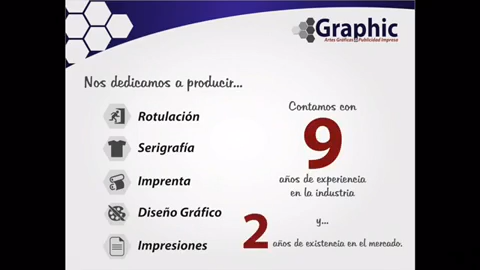 Graphic
Artes Gráficas Publicidad Impresa
Nos dedicamos a producir...
Rotulación
Serigrafía
Imprenta
Diseño Gráfico
Impresiones
Contamos con
9
años de experiencia
en la industria
y...
2 años de existencia en el mercado.